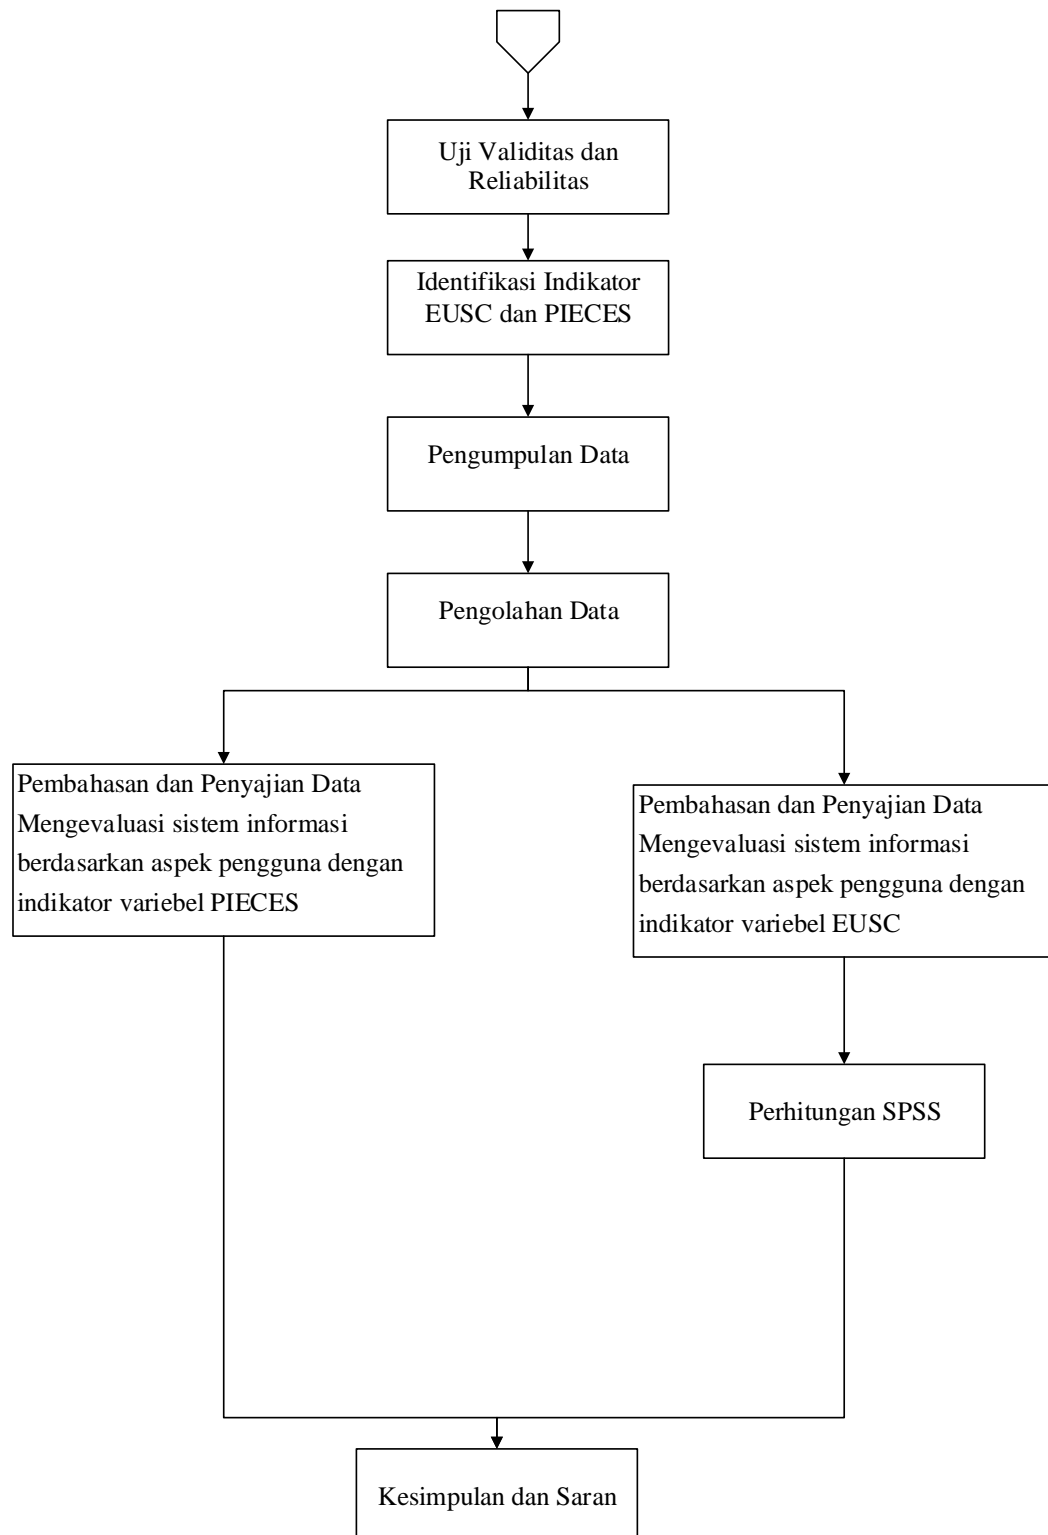 Uji Validitas dan
Reliabilitas
Identifikasi Indikator
EUSC dan PIECES
Pengumpulan Data
Pengolahan Data
Pembahasan dan Penyajian Data
Mengevaluasi sistem informasi
berdasarkan aspek pengguna dengan
indikator variebel PIECES
Pembahasan dan Penyajian Data
Mengevaluasi sistem informasi
berdasarkan aspek pengguna dengan
indikator variebel EUSC
Perhitungan SPSS
Kesimpulan dan Saran